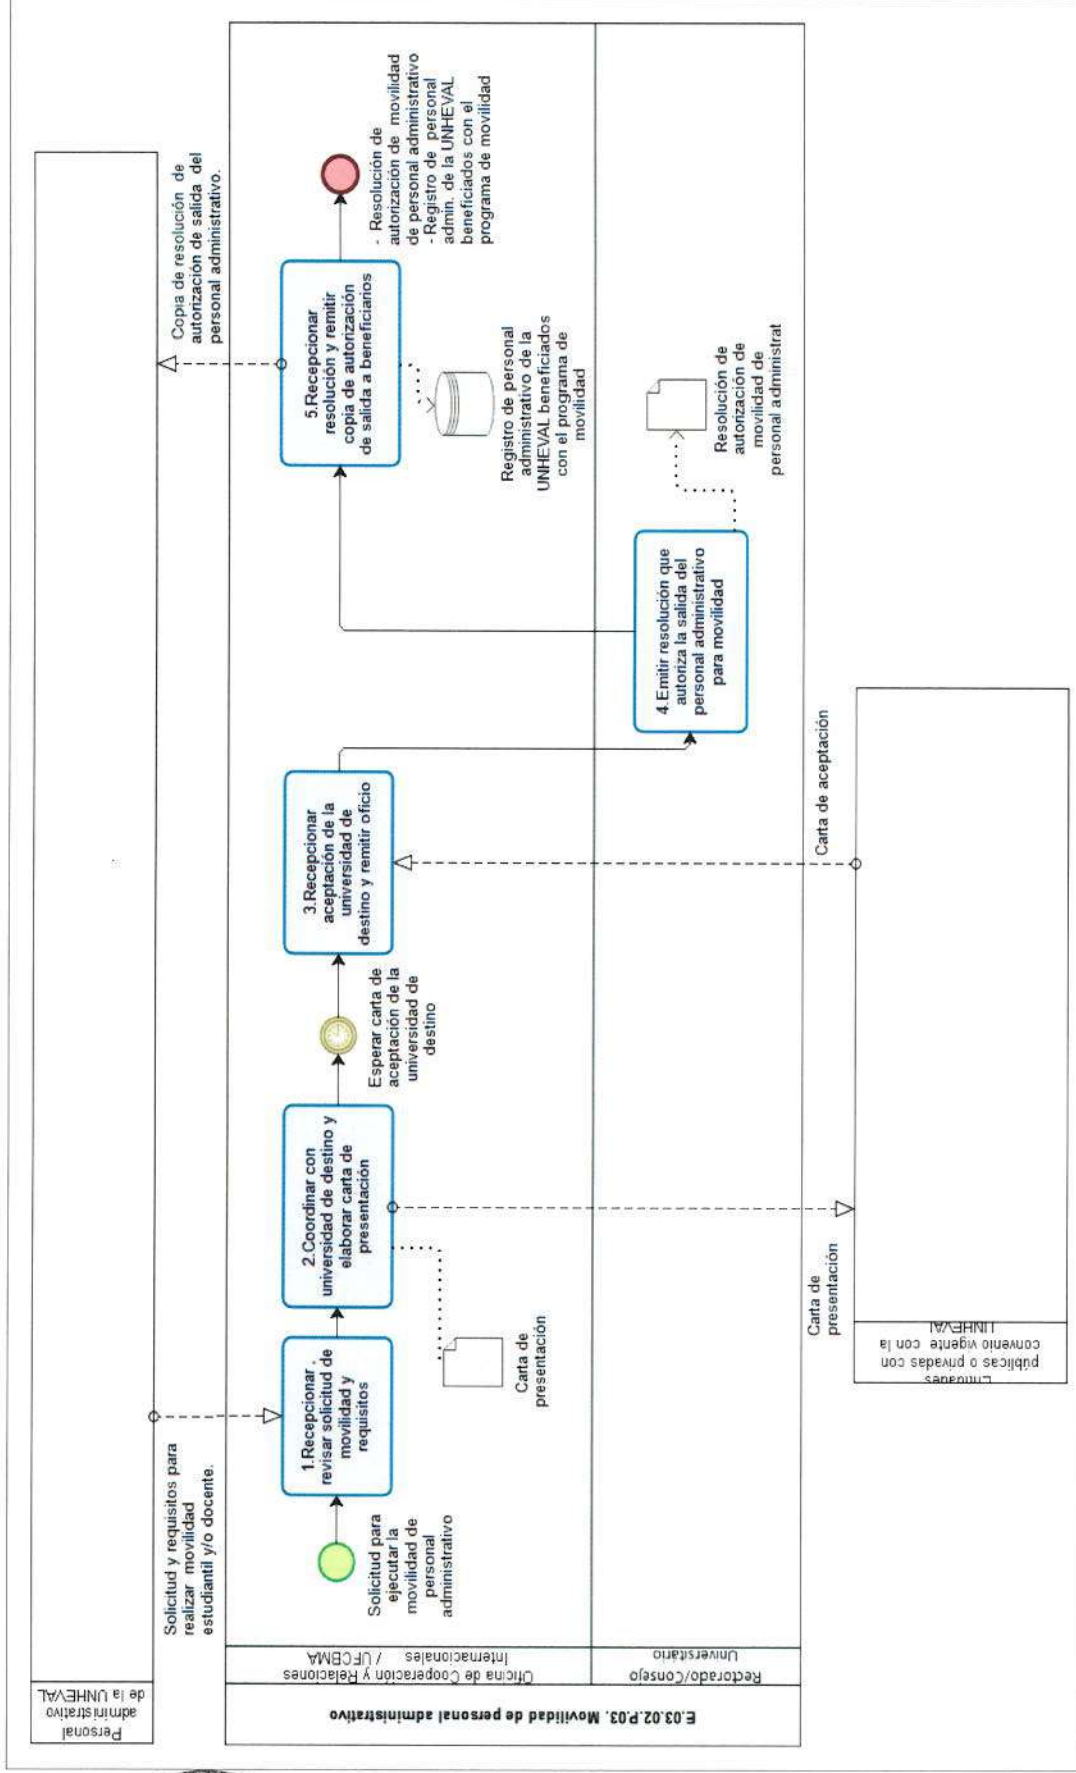 Personal
administrativo
de la UNHEVAL
Solicitud y requisitos para
realizar movilidad
estudiantil y/o docente.
Copia de resolución de
autorización de salida del
personal administrativo.
E.03.02.P.03. Movilidad de personal administrativo
Oficina de Cooperación y Relaciones
Internacionales / UFCBMA
Solicitud para
ejecutar la
movilidad de
personal
administrativo
1.Recepcionar ,
revisar solicitud de
movilidad y
requisitos
2.Coordinar con
universidad de destino y
elaborar carta de
presentación
Carta de
presentación
Esperar carta de
aceptación de la
universidad de
destino
3.Recepcionar
aceptación de la
universidad de
destino y remitir oficio
5.Recepcionar
resolución y remitir
copia de autorización
de salida a beneficiarios
Registro de personal
administrativo de la
UNHEVAL beneficiados
con el programa de
movilidad
- Resolución de
autorización de movilidad
de personal administrativo
- Registro de personal
admin. de la UNHEVAL
beneficiados con el
programa de movilidad
Rectorado/Consejo
Universitario
4.Emitir resolución que
autoriza la salida del
personal administrativo
para movilidad
Resolución de
autorización de
movilidad de
personal administrat
Carta de
presentación
Carta de aceptación
Entidades
públicas o privadas con
convenio vigente con la
UNHEVAL